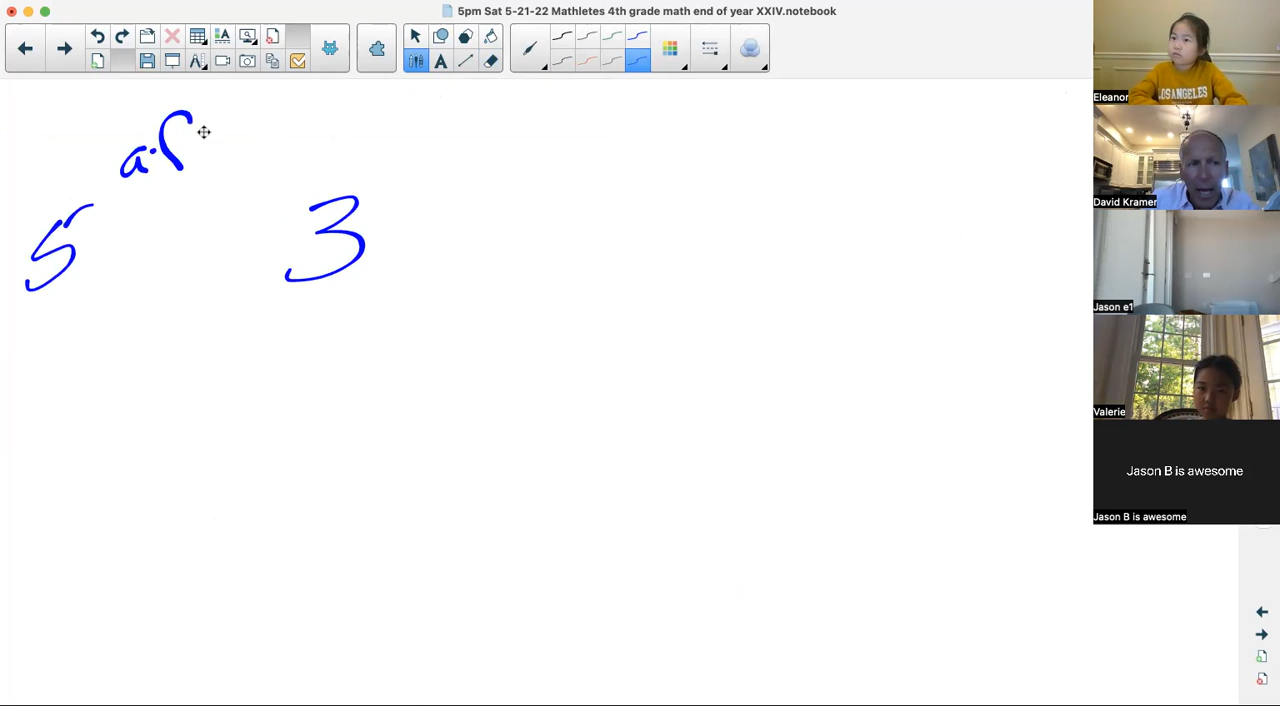 5pm Sat 5-21-22 Mathletes 4th grade math end of year XXIV.notebook
A
A
5 3
Eleanor
LOS ANGELES
David Kramer
Jason e1
Valerie
Jason B is awesome
Jason B is awesome